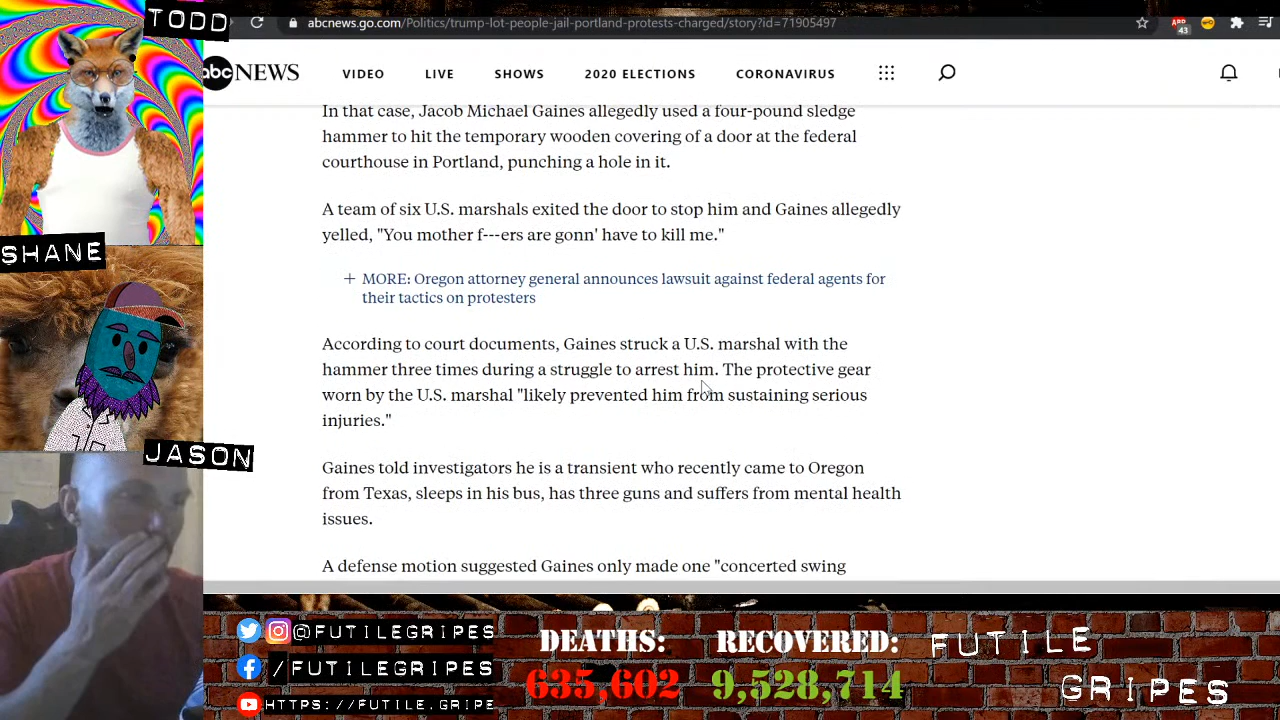 TODD
abcnews.go.com/Politics/trump-lot-people-jail-portland-protests-charged/story?id=71905497
ABP
43
abc NEWS
VIDEO
LIVE
SHOWS
2020 ELECTIONS
CORONAVIRUS
In that case, Jacob Michael Gaines allegedly used a four-pound sledge
hammer to hit the temporary wooden covering of a door at the federal
courthouse in Portland, punching a hole in it.
A team of six U.S. marshals exited the door to stop him and Gaines allegedly
yelled, "You mother f---ers are gonn' have to kill me."
SHANE
+ MORE: Oregon attorney general announces lawsuit against federal agents for
their tactics on protesters
According to court documents, Gaines struck a U.S. marshal with the
hammer three times during a struggle to arrest him. The protective gear
worn by the U.S. marshal "likely prevented him from sustaining serious
injuries."
JASON
Gaines told investigators he is a transient who recently came to Oregon
from Texas, sleeps in his bus, has three guns and suffers from mental health
issues.
A defense motion suggested Gaines only made one "concerted swing
@FUTILEGRIPES
/FUTILEGRIPES
HTTPS://FUTILE.GRIPE
DEATHS:
635,602
RECOVERED:
9,528,714
FUTILE
GRIPES